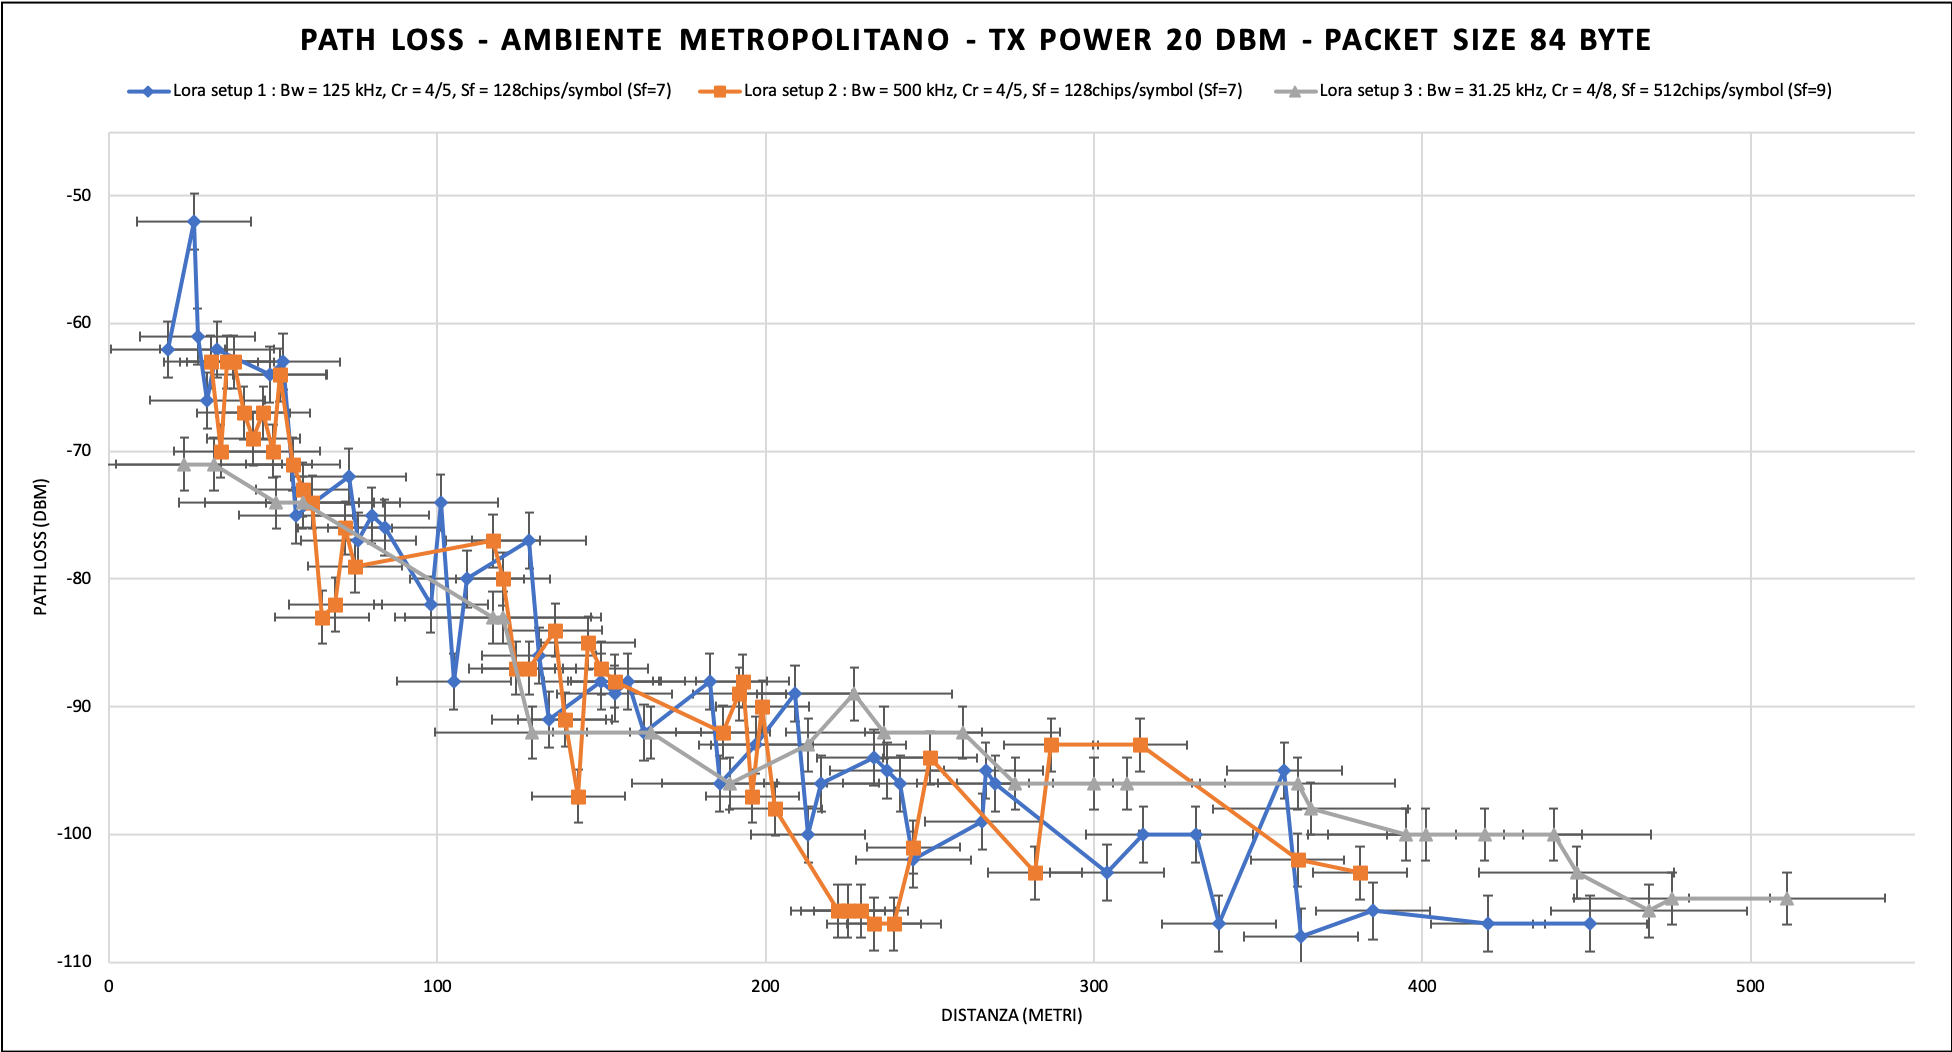 PATH LOSS - AMBIENTE METROPOLITANO - TX POWER 20 DBM - PACKET SIZE 84 BYTE
Lora setup 1 : Bw = 125 kHz, Cr = 4/5, Sf = 128chips/symbol (Sf=7) Lora setup 2 : Bw = 500 kHz, Cr = 4/5, Sf = 128chips/symbol (Sf=7) Lora setup 3 : Bw = 31.25 kHz, Cr = 4/8, Sf = 512chips/symbol (Sf=9)
-50
-60
-70
-80
-90
-100
-110
PATH LOSS (DBM)
0 100 200 300 400 500
DISTANZA (METRI)